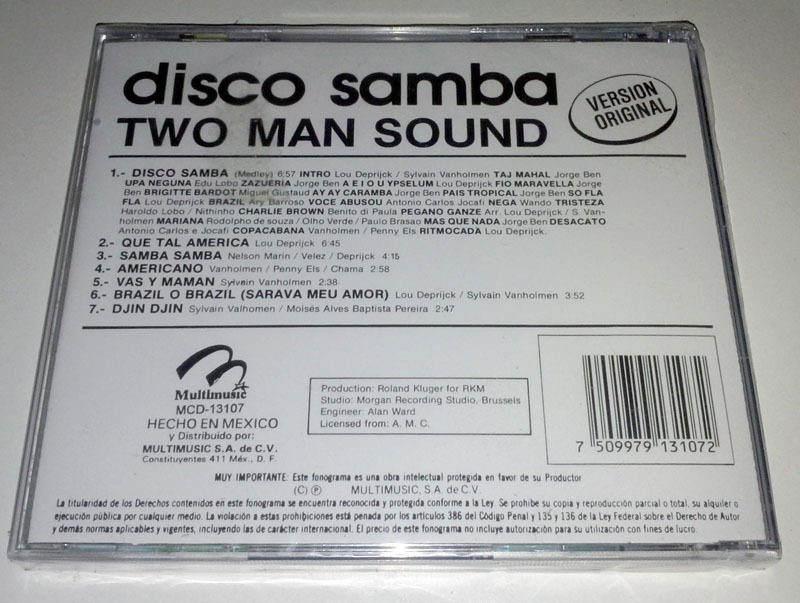 disco samba
VERSION
ORIGINAL
TWO MAN SOUND
1.- DISCO SAMBA (Medley) 6:57 INTRO Lou Deprijck / Sylvain Vanholmen TAJ MAHAL Jorge Ben
UPA NEGUNA Edu Lobo ZAZUERIA Jorge Ben A E I O U YPSELUM Lou Deprijck FIO MARAVELLA Jorge
Ben BRIGITTE BARDOT Miguel Gustaud AY AY CARAMBA Jorge Ben PAIS TROPICAL Jorge Ben SO FLA
FLA Lou Deprijck BRAZIL Ary Barroso VOCE ABUSOU Antonio Carlos Jocafi NEGA Wando TRISTEZA
Haroldo Lobo / Nithinho CHARLIE BROWN Benito di Paula PEGANO GANZE Arr. Lou Deprijck / S. Van-
holmen MARIANA Rodolpho de souza / Olho Verde / Paulo Brasao MAS QUE NADA Jorge Ben DESACATO
Antonio Carlos e Jocafi COPACABANA Vanholmen / Penny Els RITMOCADA Lou Deprijck.
2.- QUE TAL AMERICA Lou Deprijck 6:45
3.- SAMBA SAMBA Nelson Marin / Velez / Deprijck 4:15
4.- AMERICANO Vanholmen / Penny Els / Chama 2:58
5.- VAS Y MAMAN Sylvain Vanholmen 2:38
6.- BRAZIL O BRAZIL (SARAVA MEU AMOR) Lou Deprijck / Sylvain Vanholmen 3:52
7.- DJIN DJIN Sylvain Valhomen / Moisés Alves Baptista Pereira 2:47
Multimusic
MCD-13107
HECHO EN MEXICO
y Distribuido por:
MULTIMUSIC S.A. de C.V.
Constituyentes 411 Méx., D. F.
Production: Roland Kluger for RKM
Studio: Morgan Recording Studio, Brussels
Engineer: Alan Ward
Licensed from: A. M. C.
7 509979 131072
MUY IMPORTANTE: Este fonograma es una obra intelectual protegida en favor de su Productor
(C) Ⓟ MULTIMUSIC, S.A. de C.V.
La titularidad de los Derechos contenidos en este fonograma se encuentra reconocida y protegida conforme a la Ley. Se prohibe su copia y reproducción parcial o total, su alquiler o
ejecución pública por cualquier medio. La violación a estas prohibiciones está penada por los artículos 386 del Código Penal y 135 y 136 de la Ley Federal sobre el Derecho de Autor
y demás normas aplicables y vigentes, incluyendo las de carácter internacional. El precio de este fonograma no incluye autorización para su utilización con fines de lucro.